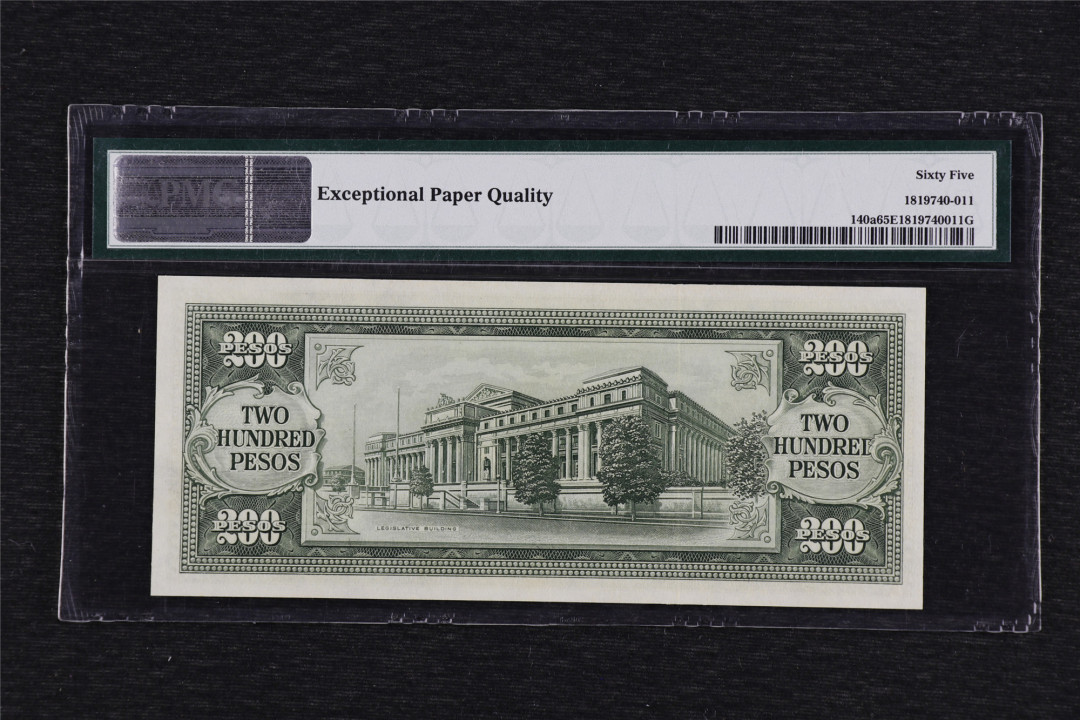 PMG
Exceptional Paper Quality
Sixty Five
1819740-011
140a65E1819740011G
200
PESOS
200
PESOS
TWO
HUNDRED
PESOS
TWO
HUNDRED
PESOS
LEGISLATIVE BUILDING
200
PESOS
200
PESOS